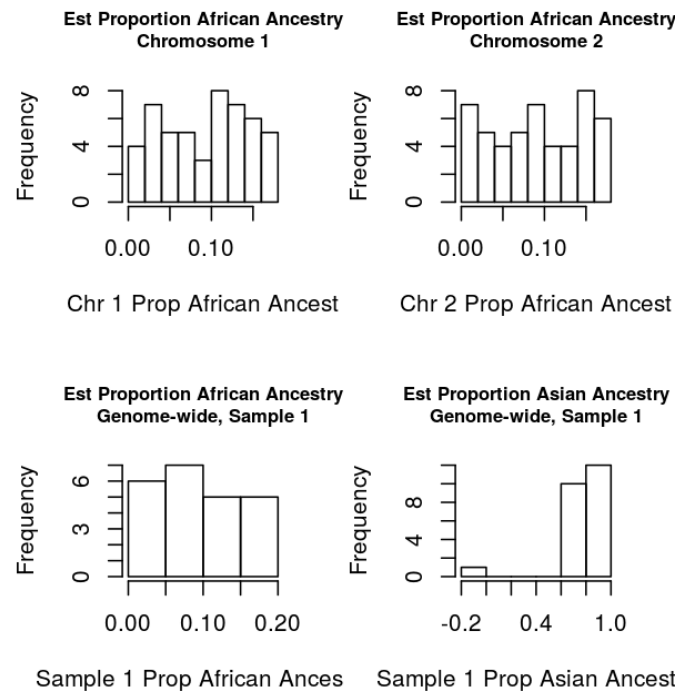 Est Proportion African Ancestry
Chromosome 1
Frequency
8
4
0
0.00 0.10
Chr 1 Prop African Ancest
Est Proportion African Ancestry
Chromosome 2
Frequency
8
4
0
0.00 0.10
Chr 2 Prop African Ancest
Est Proportion African Ancestry
Genome-wide, Sample 1
Frequency
6
3
0
0.00 0.10 0.20
Sample 1 Prop African Ances
Est Proportion Asian Ancestry
Genome-wide, Sample 1
Frequency
8
4
0
-0.2 0.4 1.0
Sample 1 Prop Asian Ancest